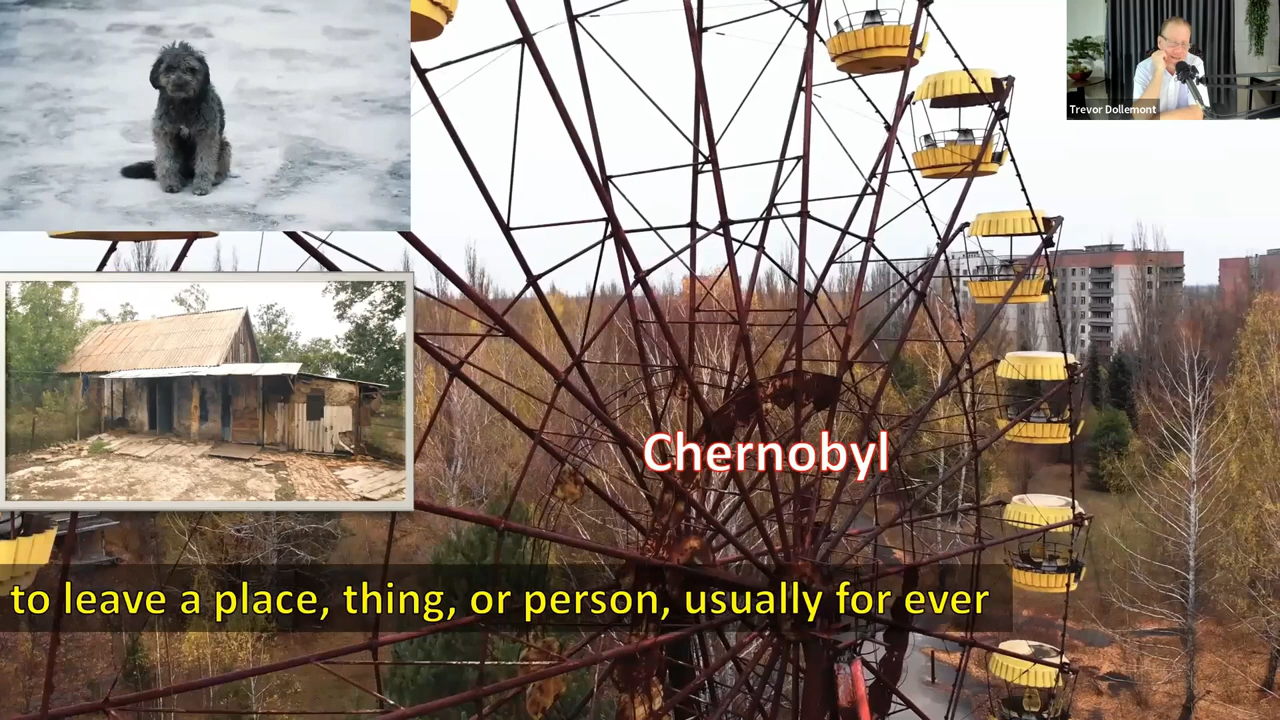 Trevor Dollemont
Chernobyl
to leave a place, thing, or person, usually for ever